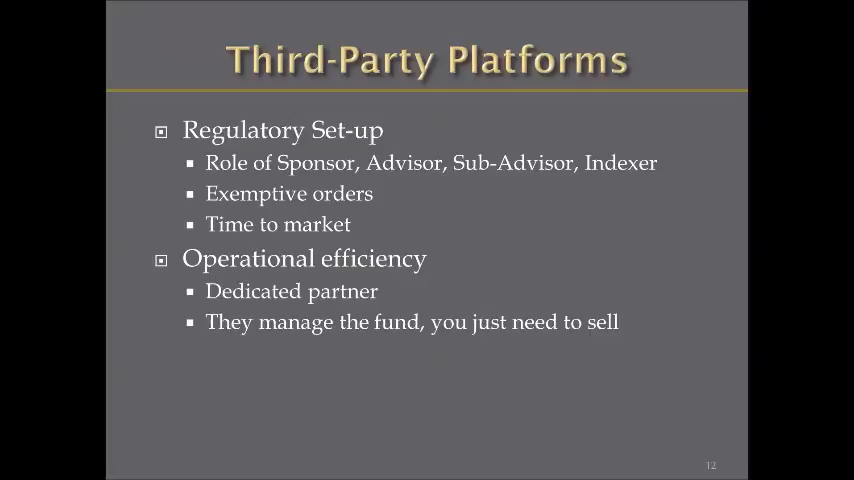 Third-Party Platforms
Regulatory Set-up
Role of Sponsor, Advisor, Sub-Advisor, Indexer
Exemptive orders
Time to market
Operational efficiency
Dedicated partner
They manage the fund, you just need to sell
12